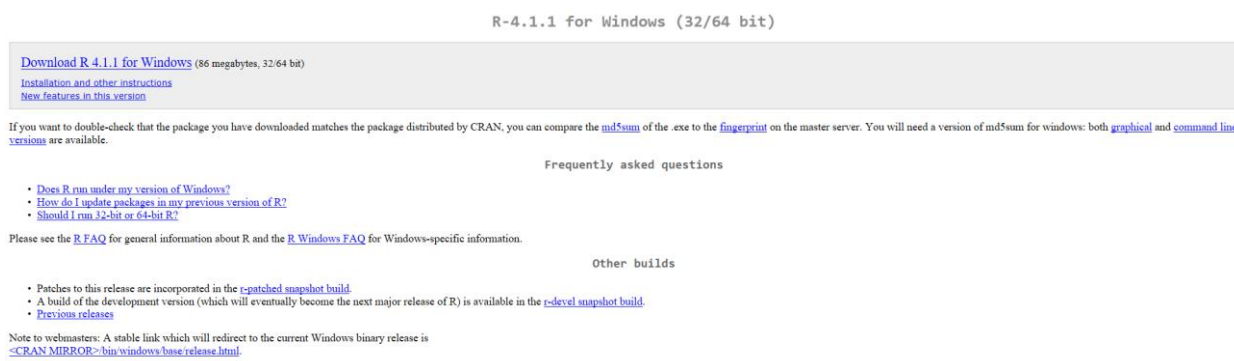 R-4.1.1 for Windows (32/64 bit)
Download R 4.1.1 for Windows (86 megabytes, 32/64 bit)
Installation and other instructions
New features in this version
If you want to double-check that the package you have downloaded matches the package distributed by CRAN, you can compare the md5sum of the .exe to the fingerprint on the master server. You will need a version of md5sum for windows: both graphical and command line
versions are available.
Frequently asked questions
• Does R run under my version of Windows?
• How do I update packages in my previous version of R?
• Should I run 32-bit or 64-bit R?
Please see the R FAQ for general information about R and the R Windows FAQ for Windows-specific information.
Other builds
• Patches to this release are incorporated in the r-patched snapshot build.
• A build of the development version (which will eventually become the next major release of R) is available in the r-devel snapshot build.
• Previous releases
Note to webmasters: A stable link which will redirect to the current Windows binary release is
<CRAN MIRROR>/bin/windows/base/release.html.